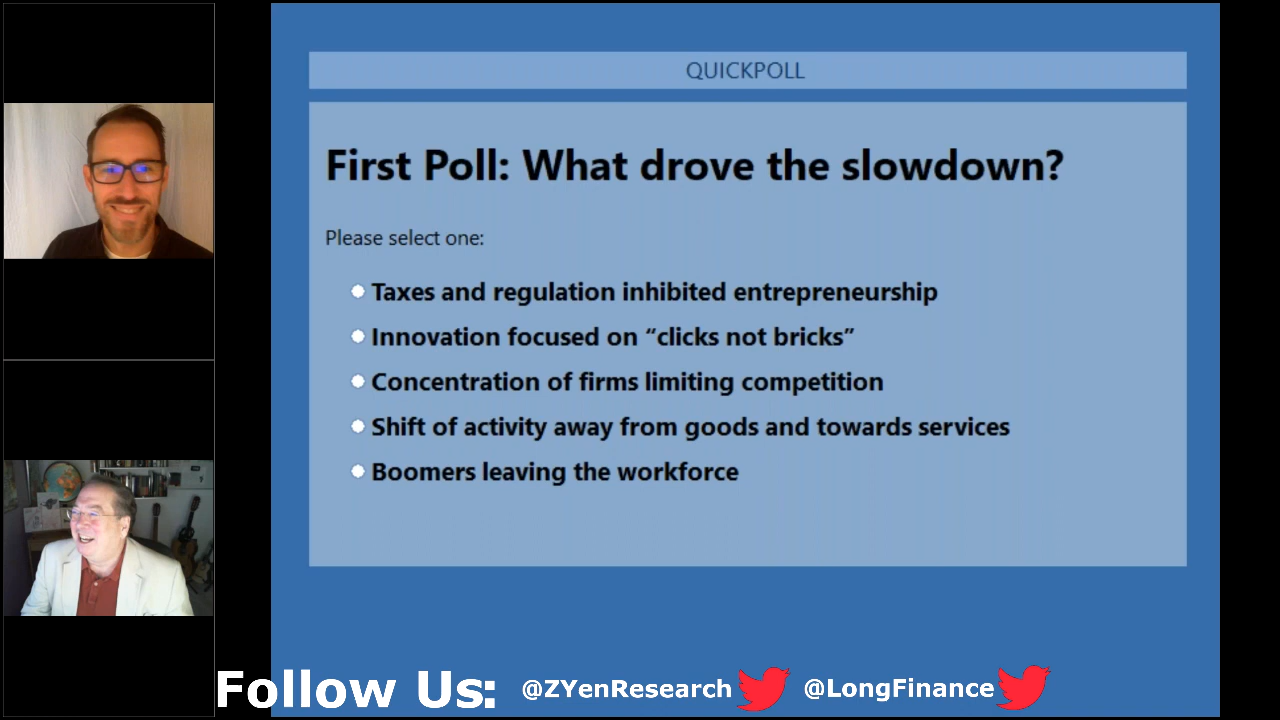 QUICKPOLL
First Poll: What drove the slowdown?
Please select one:
Taxes and regulation inhibited entrepreneurship
Innovation focused on “clicks not bricks”
Concentration of firms limiting competition
Shift of activity away from goods and towards services
Boomers leaving the workforce
Follow Us: @ZYenResearch @LongFinance